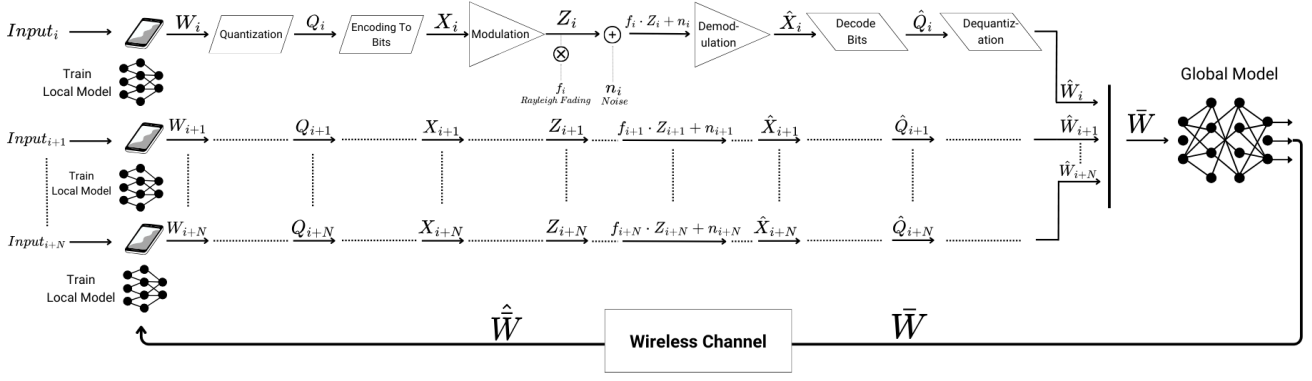 Input_i
W_i
Quantization
Q_i
Encoding To
Bits
X_i
Modulation
Z_i
f_i · Z_i + n_i
Demod-
ulation
X̂_i
Decode
Bits
Q̂_i
Dequantiz-
ation
f_i
Rayleigh Fading
n_i
Noise
Train
Local Model
Ŵ_i
Global Model
Input_{i+1}
W_{i+1}
Q_{i+1}
X_{i+1}
Z_{i+1}
f_{i+1} · Z_{i+1} + n_{i+1}
X̂_{i+1}
Q̂_{i+1}
Ŵ_{i+1}
W̄
Train
Local Model
Ŵ_{i+N}
Input_{i+N}
W_{i+N}
Q_{i+N}
X_{i+N}
Z_{i+N}
f_{i+N} · Z_{i+N} + n_{i+N}
X̂_{i+N}
Q̂_{i+N}
Train
Local Model
W̄̂
Wireless Channel
W̄